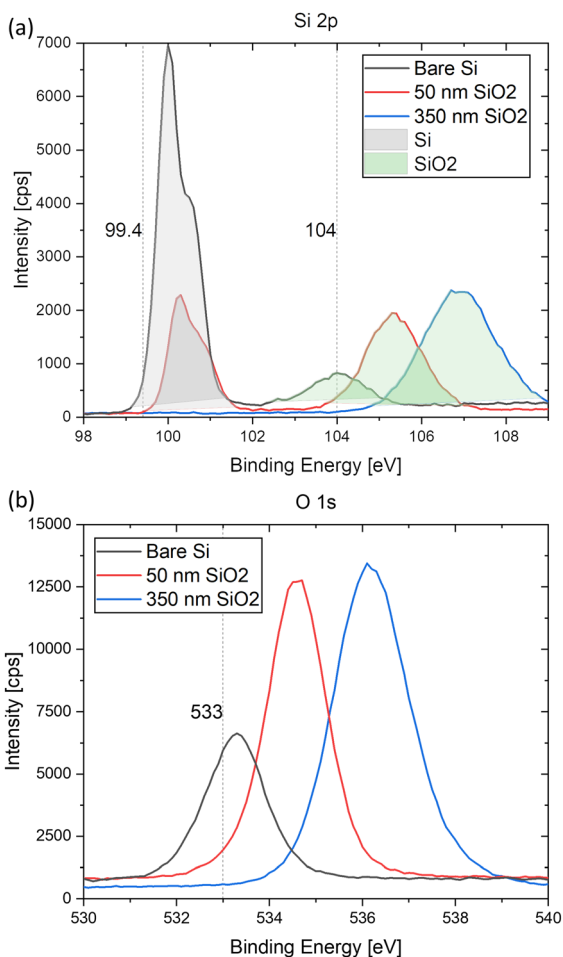 (a)
Si 2p
7000
6000
5000
4000
3000
2000
1000
0
Intensity [cps]
99.4
104
Bare Si
50 nm SiO2
350 nm SiO2
Si
SiO2
98 100 102 104 106 108
Binding Energy [eV]
(b)
O 1s
15000
12500
10000
7500
5000
2500
0
Intensity [cps]
Bare Si
50 nm SiO2
350 nm SiO2
533
530 532 534 536 538 540
Binding Energy [eV]